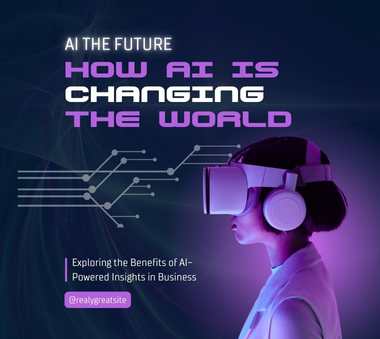 AI THE FUTURE
HOW AI IS
CHANGING
THE WORLD
Exploring the Benefits of AI-
Powered Insights in Business
@realygreatsite